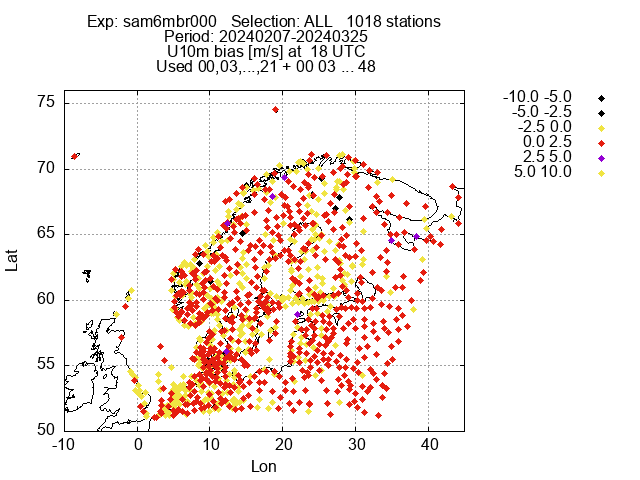 Exp: sam6mbr000 Selection: ALL 1018 stations
Period: 20240207-20240325
U10m bias [m/s] at 18 UTC
Used 00,03,...,21 + 00 03 ... 48
-10.0 -5.0
-5.0 -2.5
-2.5 0.0
0.0 2.5
2.5 5.0
5.0 10.0
75
70
65
60
55
50
Lat
-10 0 10 20 30 40
Lon